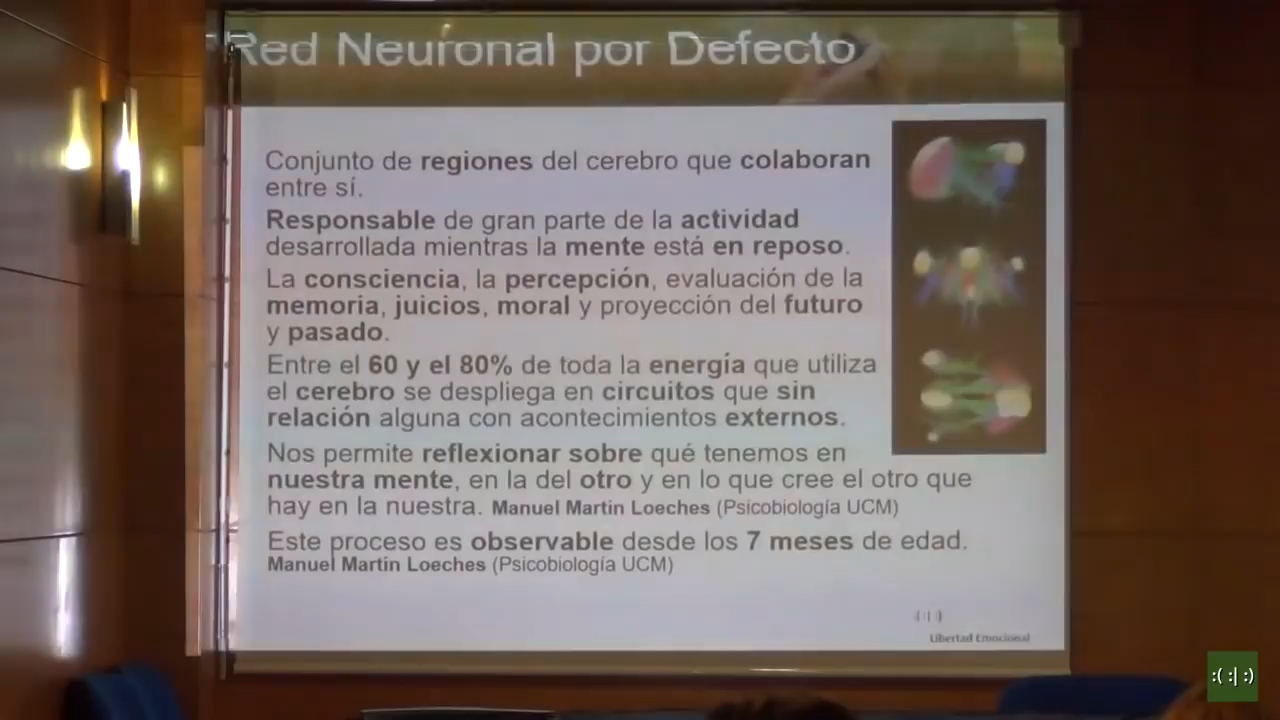 Red Neuronal por Defecto
Conjunto de regiones del cerebro que colaboran
entre sí.
Responsable de gran parte de la actividad
desarrollada mientras la mente está en reposo.
La consciencia, la percepción, evaluación de la
memoria, juicios, moral y proyección del futuro
y pasado.
Entre el 60 y el 80% de toda la energía que utiliza
el cerebro se despliega en circuitos que sin
relación alguna con acontecimientos externos.
Nos permite reflexionar sobre qué tenemos en
nuestra mente, en la del otro y en lo que cree el otro que
hay en la nuestra. Manuel Martin Loeches (Psicobiología UCM)
Este proceso es observable desde los 7 meses de edad.
Manuel Martin Loeches (Psicobiología UCM)
Libertad Emocional
:( :| :)